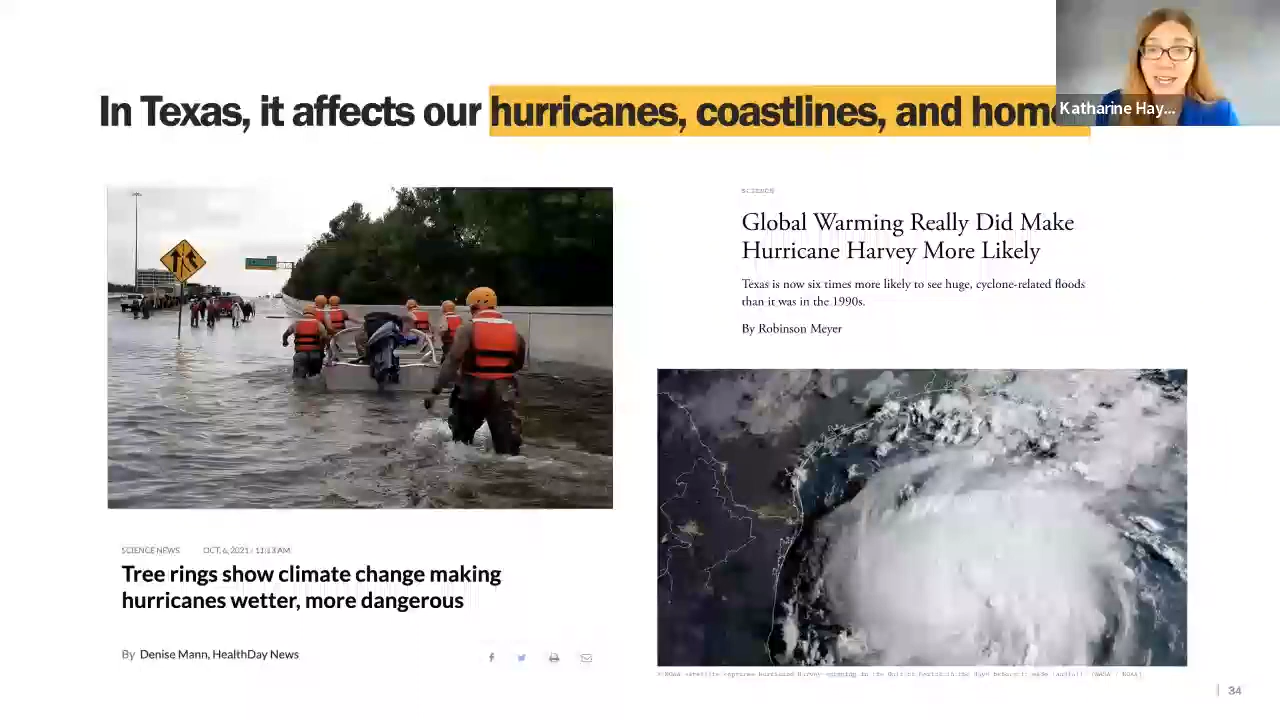 In Texas, it affects our hurricanes, coastlines, and hom
Katharine Hay...
SCIENCE
Global Warming Really Did Make
Hurricane Harvey More Likely
Texas is now six times more likely to see huge, cyclone-related floods
than it was in the 1990s.
By Robinson Meyer
SCIENCE NEWS OCT. 6, 2021 / 11:13 AM
Tree rings show climate change making
hurricanes wetter, more dangerous
By Denise Mann, HealthDay News
34